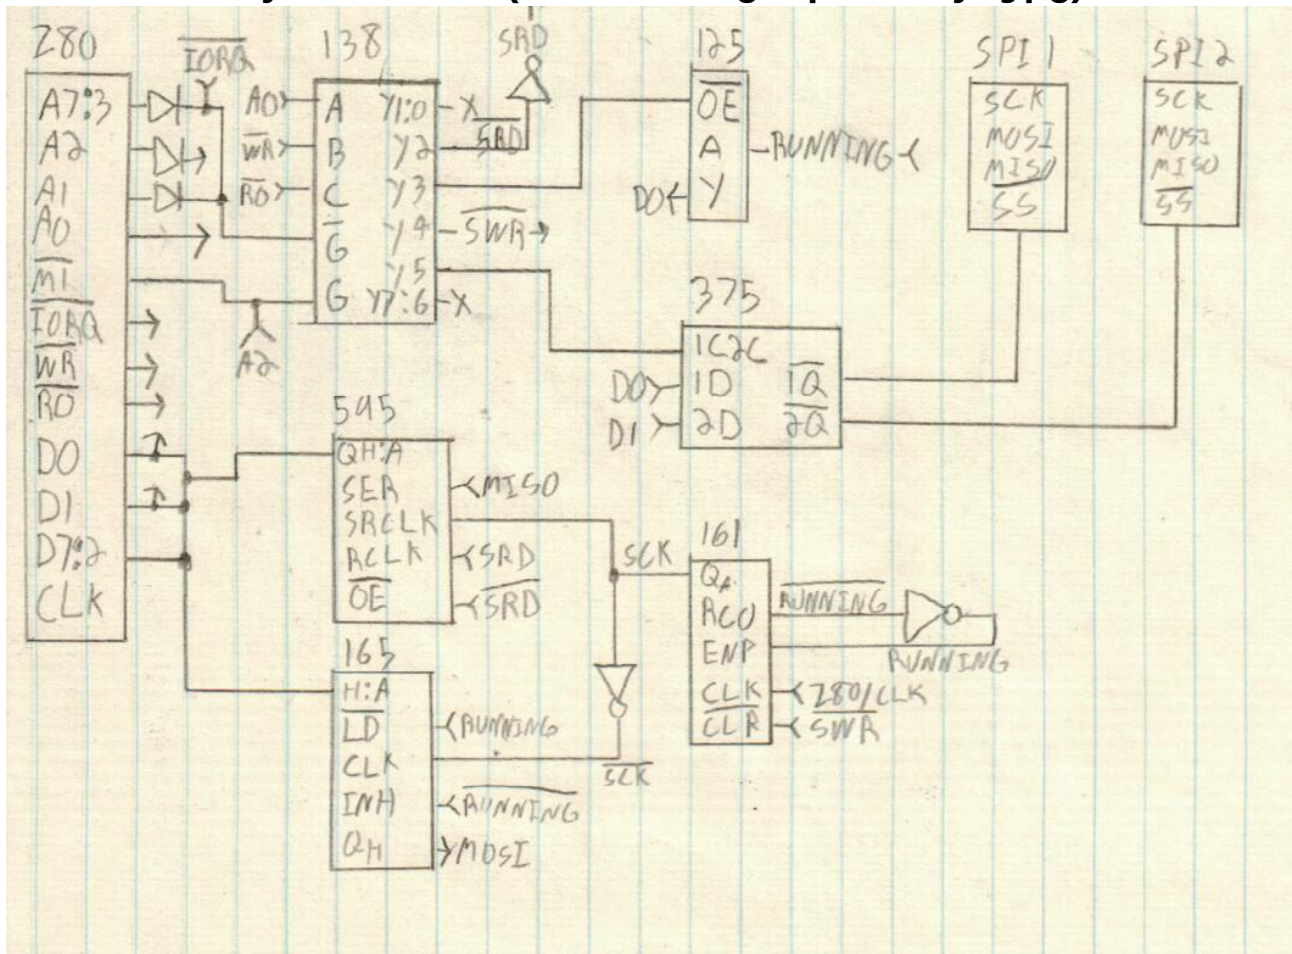 Z80
A7:3
A2
A1
A0
M1
IORQ
WR
RD
D0
D1
D7:2
CLK
IORQ
138
A0
WR
RD
A
B
C
G
G
Y1:0
Y2
Y3
Y4
Y5
Y7:6
X
X
A2
SRD
SRD
SWR
125
OE
A
Y
RUNNING
D0
SPI 1
SCK
MOSI
MISO
SS
SPI 2
SCK
MOSI
MISO
SS
375
1C2C
1D
2D
1Q
2Q
D0
D1
595
QH:A
SER
SRCLK
RCLK
OE
MISO
SRD
SRD
165
H:A
LD
CLK
INH
QH
RUNNING
SCK
RUNNING
MOSI
SCK
161
QA
RCO
ENP
CLK
CLR
RUNNING
RUNNING
Z80/CLK
SWR